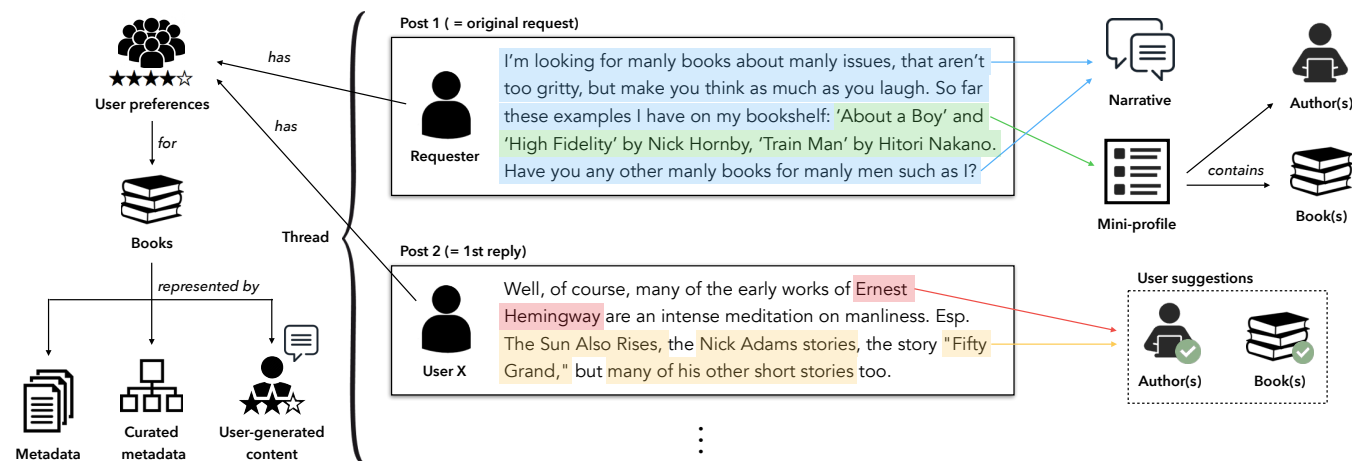 User preferences
for
Books
represented by
Metadata
Curated
metadata
User-generated
content
has
has
Thread
Post 1 ( = original request)
Requester
I'm looking for manly books about manly issues, that aren't
too gritty, but make you think as much as you laugh. So far
these examples I have on my bookshelf: 'About a Boy' and
'High Fidelity' by Nick Hornby, 'Train Man' by Hitori Nakano.
Have you any other manly books for manly men such as I?
Narrative
Mini-profile
contains
Author(s)
Book(s)
Post 2 (= 1st reply)
User X
Well, of course, many of the early works of Ernest
Hemingway are an intense meditation on manliness. Esp.
The Sun Also Rises, the Nick Adams stories, the story "Fifty
Grand," but many of his other short stories too.
User suggestions
Author(s)
Book(s)